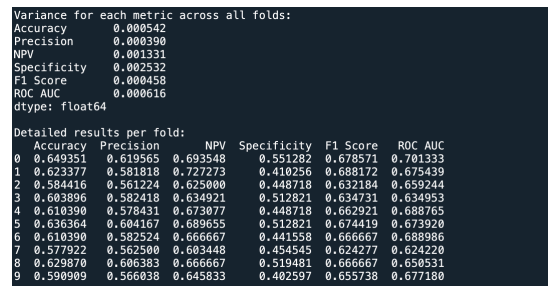 Variance for each metric across all folds:
Accuracy 0.000542
Precision 0.000390
NPV 0.001331
Specificity 0.002532
F1 Score 0.000458
ROC AUC 0.000616
dtype: float64
Detailed results per fold:
Accuracy Precision NPV Specificity F1 Score ROC AUC
0 0.649351 0.619565 0.693548 0.551282 0.678571 0.701333
1 0.623377 0.581818 0.727273 0.410256 0.688172 0.675439
2 0.584416 0.561224 0.625000 0.448718 0.632184 0.659244
3 0.603896 0.582418 0.634921 0.512821 0.634731 0.634953
4 0.610390 0.578431 0.673077 0.448718 0.662921 0.688765
5 0.636364 0.604167 0.689655 0.512821 0.674419 0.673920
6 0.610390 0.582524 0.666667 0.441558 0.666667 0.688986
7 0.577922 0.562500 0.603448 0.454545 0.624277 0.624220
8 0.629870 0.606383 0.666667 0.519481 0.666667 0.650531
9 0.590909 0.566038 0.645833 0.402597 0.655738 0.677180